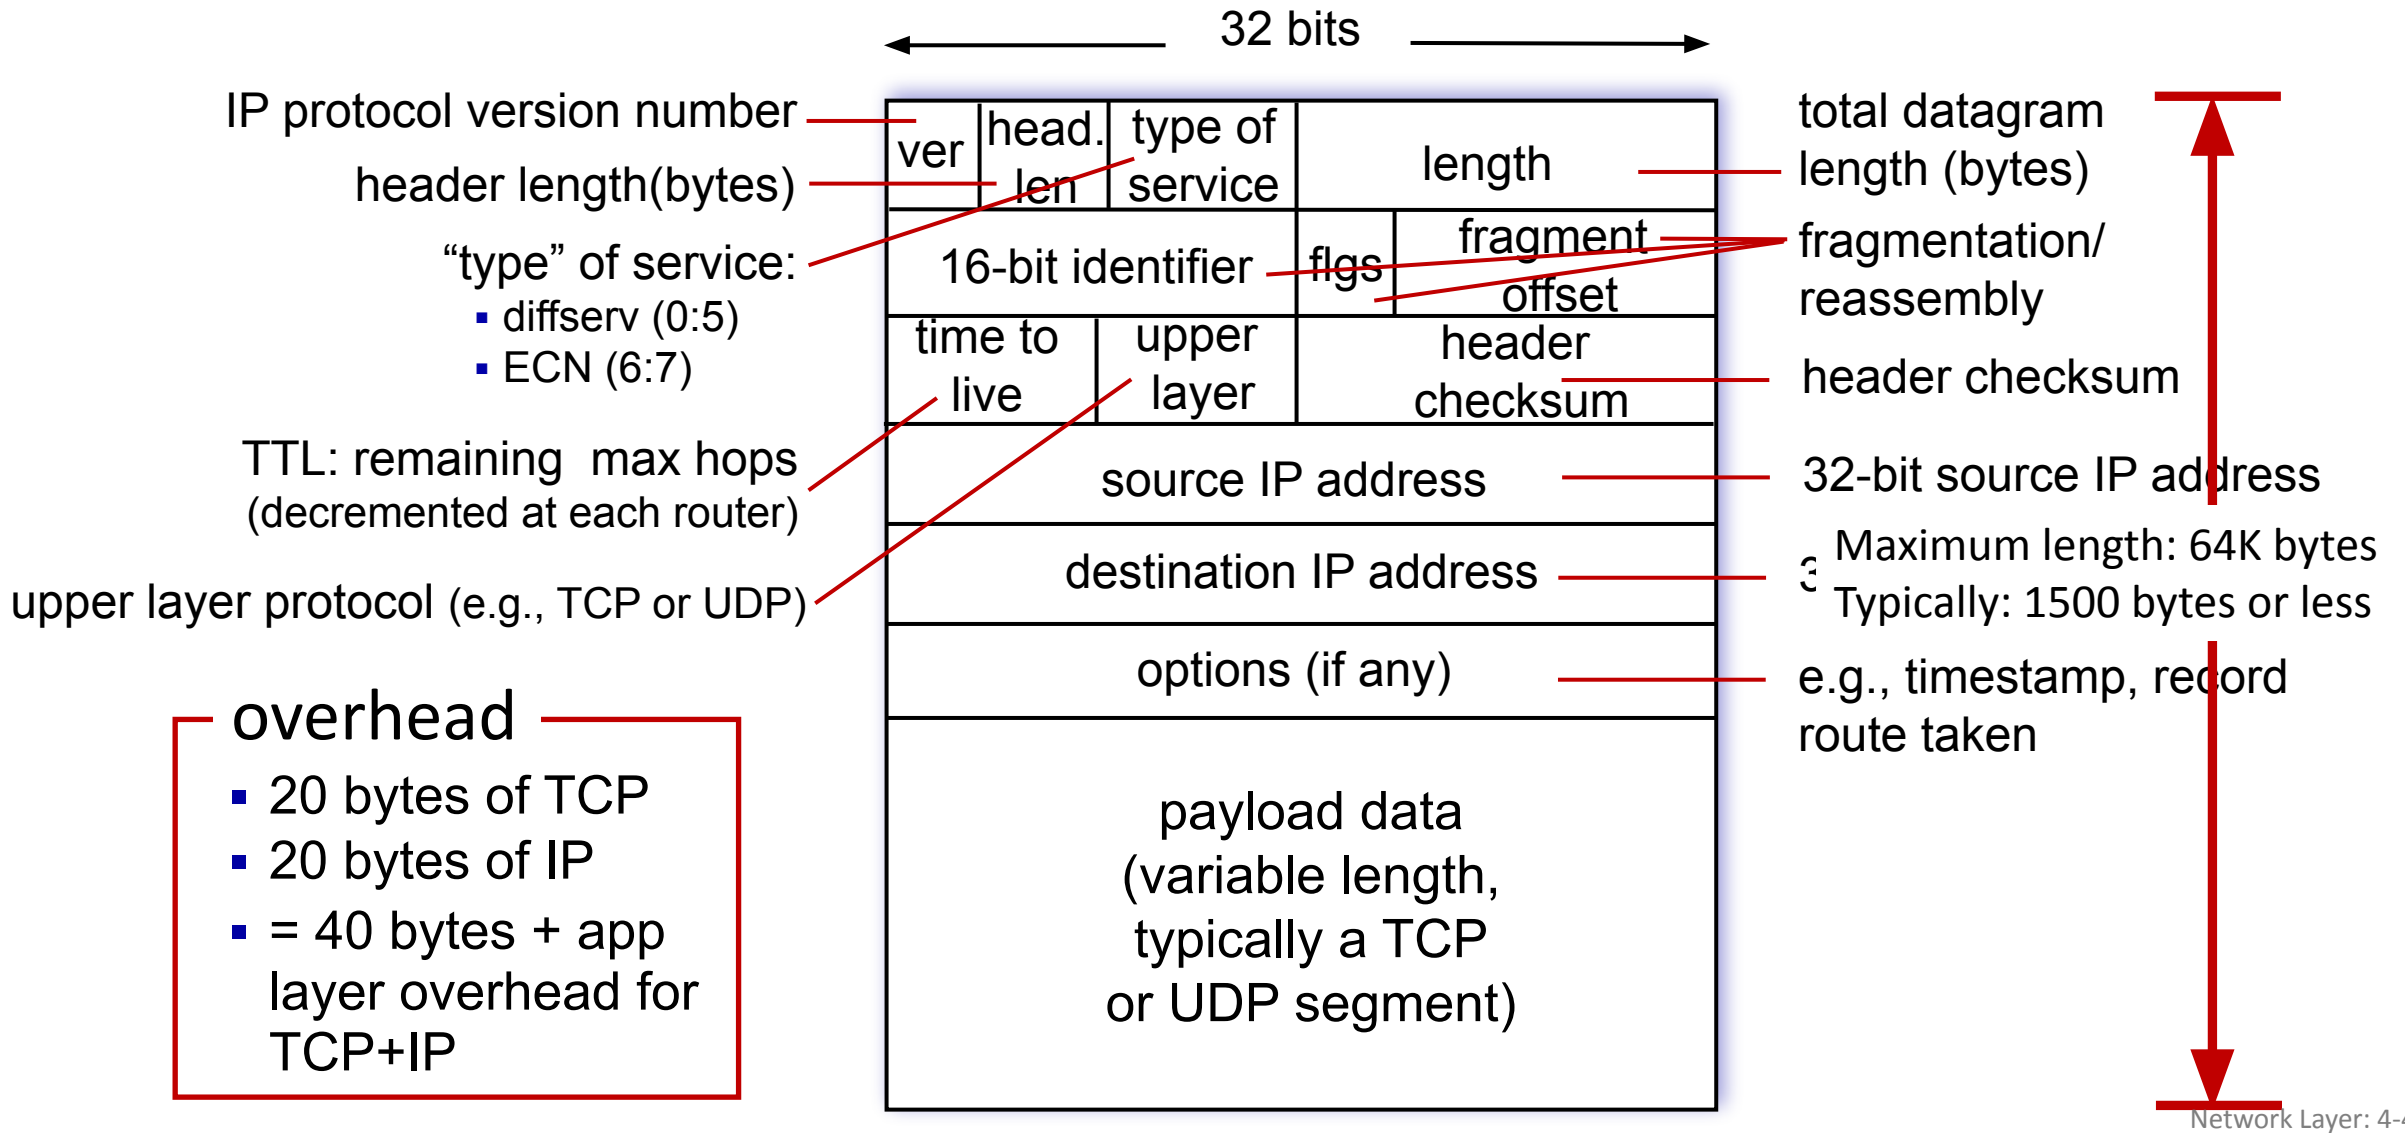 32 bits
IP protocol version number
header length(bytes)
“type” of service:
▪ diffserv (0:5)
▪ ECN (6:7)
TTL: remaining max hops
(decremented at each router)
upper layer protocol (e.g., TCP or UDP)
overhead
▪ 20 bytes of TCP
▪ 20 bytes of IP
▪ = 40 bytes + app
layer overhead for
TCP+IP
ver
head.
len
type of
service
length
16-bit identifier
flgs
fragment
offset
time to
live
upper
layer
header
checksum
source IP address
destination IP address
options (if any)
payload data
(variable length,
typically a TCP
or UDP segment)
total datagram
length (bytes)
fragmentation/
reassembly
header checksum
32-bit source IP address
Maximum length: 64K bytes
Typically: 1500 bytes or less
e.g., timestamp, record
route taken
Network Layer: 4-